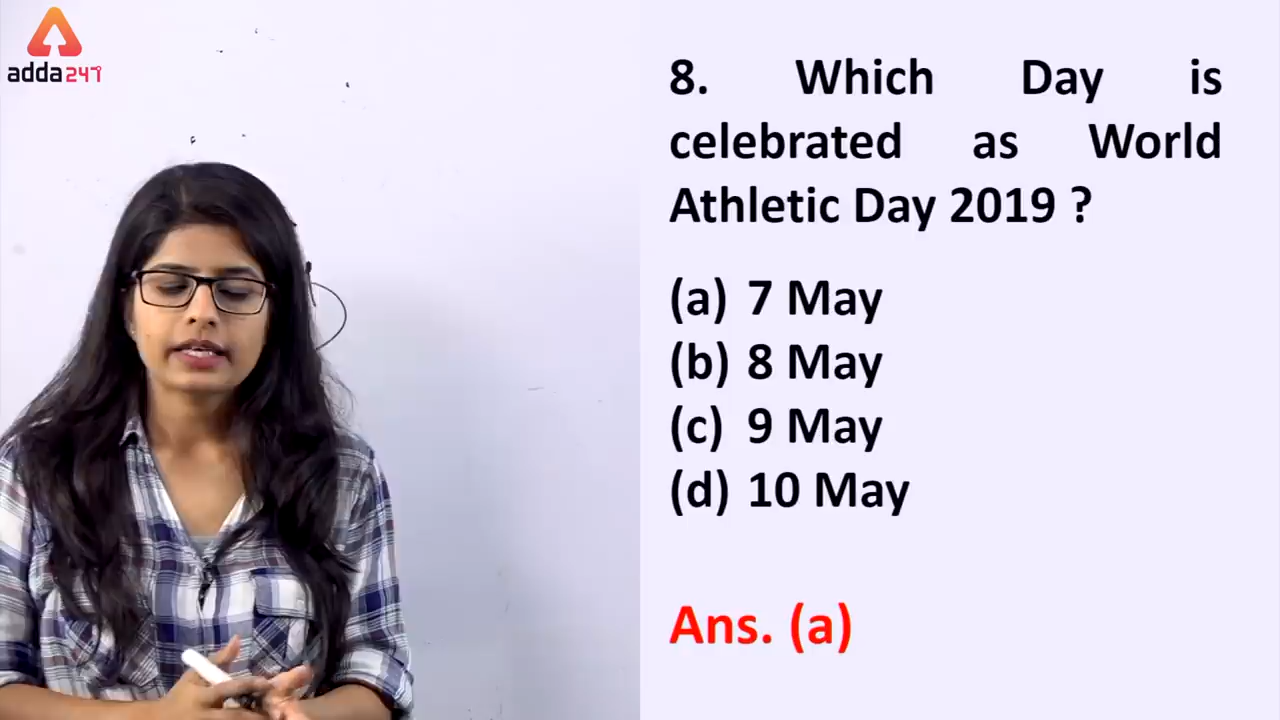 adda247
8. Which Day is
celebrated as World
Athletic Day 2019 ?
(a) 7 May
(b) 8 May
(c) 9 May
(d) 10 May
Ans. (a)